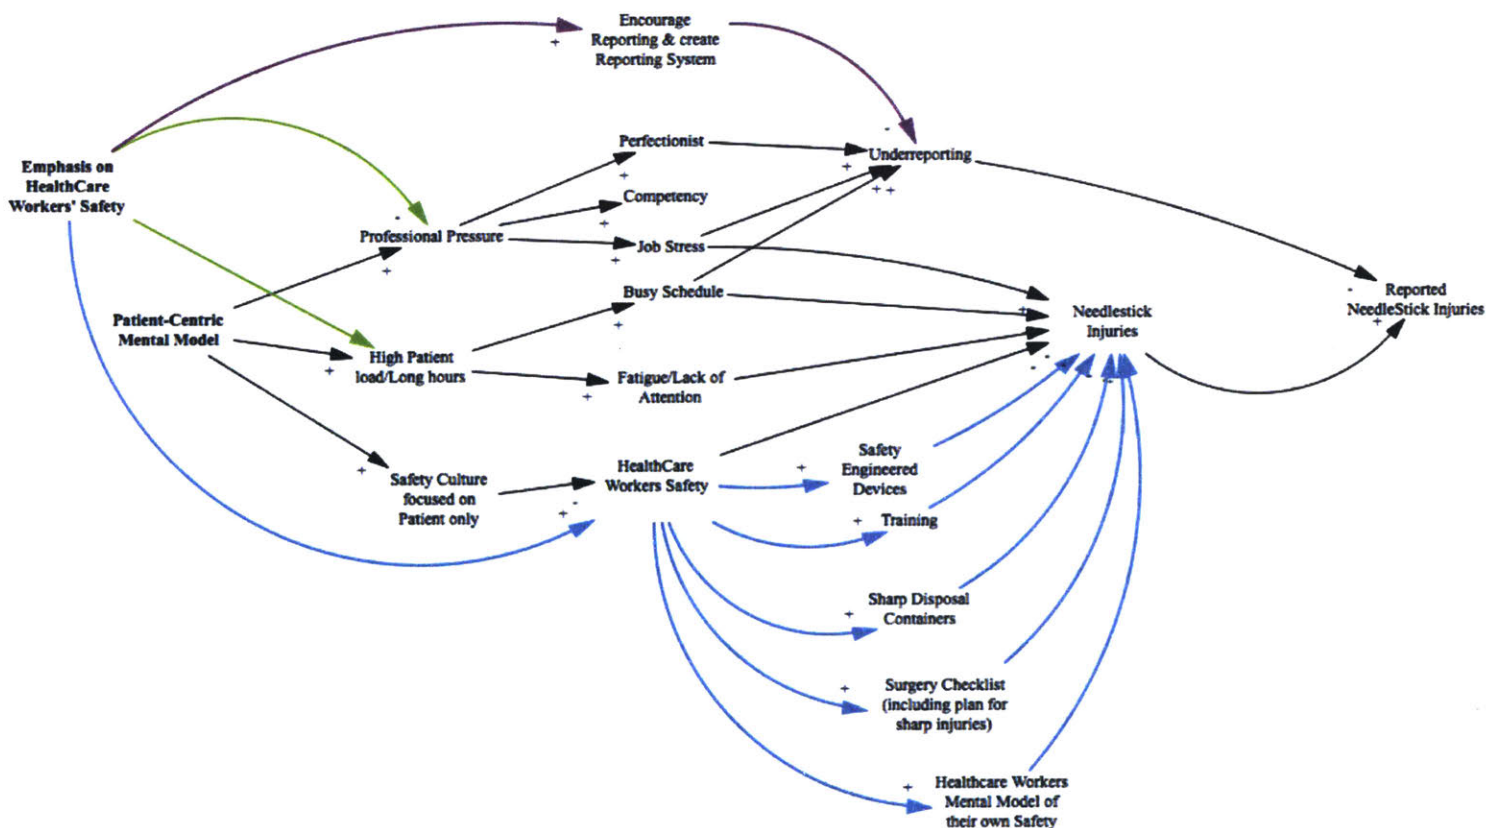 Encourage
Reporting & create
Reporting System
+
-
Perfectionist
+
Underreporting
+
+ +
Emphasis on
HealthCare
Workers' Safety
Competency
+
-
Professional Pressure
+
Job Stress
+
Busy Schedule
+
Reported
NeedleStick Injuries
-
+
Patient-Centric
Mental Model
Needlestick
Injuries
+
-
-
-
High Patient
load/Long hours
+
Fatigue/Lack of
Attention
+
Safety Culture
focused on
Patient only
+
HealthCare
Workers Safety
-
+
Safety
Engineered
Devices
+
Training
+
Sharp Disposal
Containers
+
Surgery Checklist
(including plan for
sharp injuries)
+
Healthcare Workers
Mental Model of
their own Safety
+